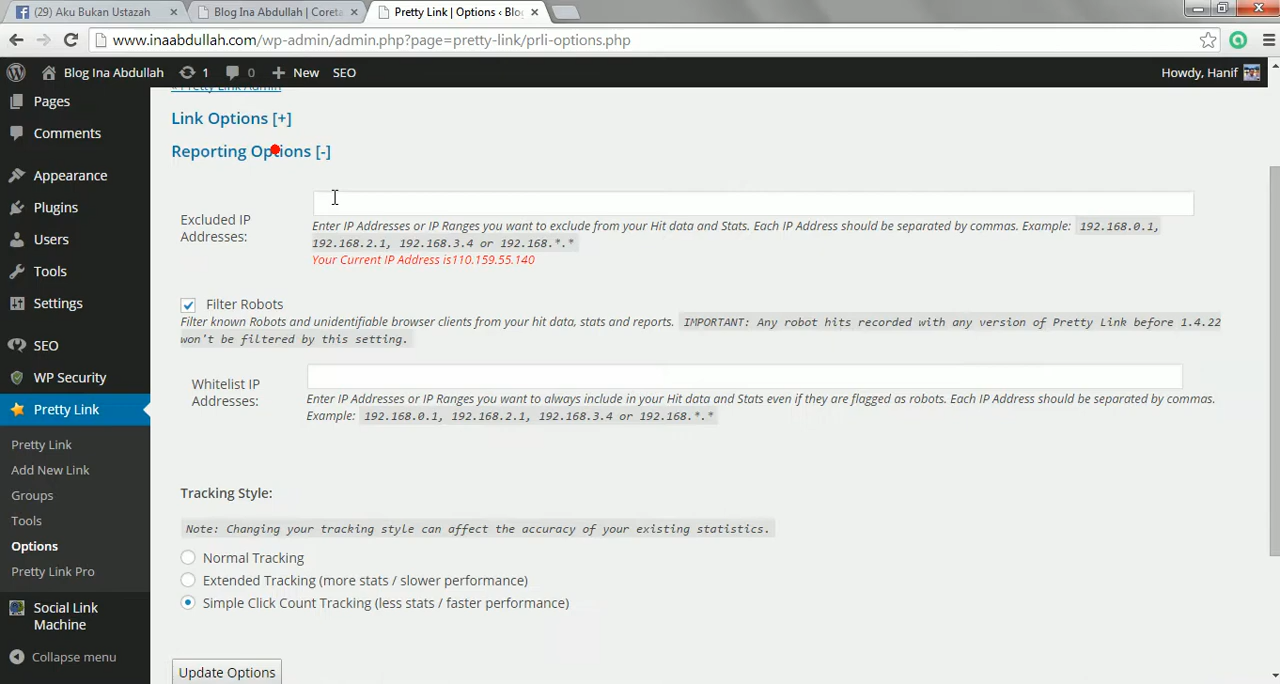 (29) Aku Bukan Ustazah
Blog Ina Abdullah | Coreta
Pretty Link | Options ‹ Blo
www.inaabdullah.com/wp-admin/admin.php?page=pretty-link/prli-options.php
Blog Ina Abdullah 1 0 New SEO Howdy, Hanif
Pages
Comments
Appearance
Plugins
Users
Tools
Settings
SEO
WP Security
Pretty Link
Pretty Link
Add New Link
Groups
Tools
Options
Pretty Link Pro
Social Link
Machine
Collapse menu
« Pretty Link Admin
Link Options [+]
Reporting Options [-]
Excluded IP
Addresses:
Enter IP Addresses or IP Ranges you want to exclude from your Hit data and Stats. Each IP Address should be separated by commas. Example: 192.168.0.1,
192.168.2.1, 192.168.3.4 or 192.168.*.*
Your Current IP Address is110.159.55.140
Filter Robots
Filter known Robots and unidentifiable browser clients from your hit data, stats and reports. IMPORTANT: Any robot hits recorded with any version of Pretty Link before 1.4.22
won't be filtered by this setting.
Whitelist IP
Addresses:
Enter IP Addresses or IP Ranges you want to always include in your Hit data and Stats even if they are flagged as robots. Each IP Address should be separated by commas.
Example: 192.168.0.1, 192.168.2.1, 192.168.3.4 or 192.168.*.*
Tracking Style:
Note: Changing your tracking style can affect the accuracy of your existing statistics.
Normal Tracking
Extended Tracking (more stats / slower performance)
Simple Click Count Tracking (less stats / faster performance)
Update Options